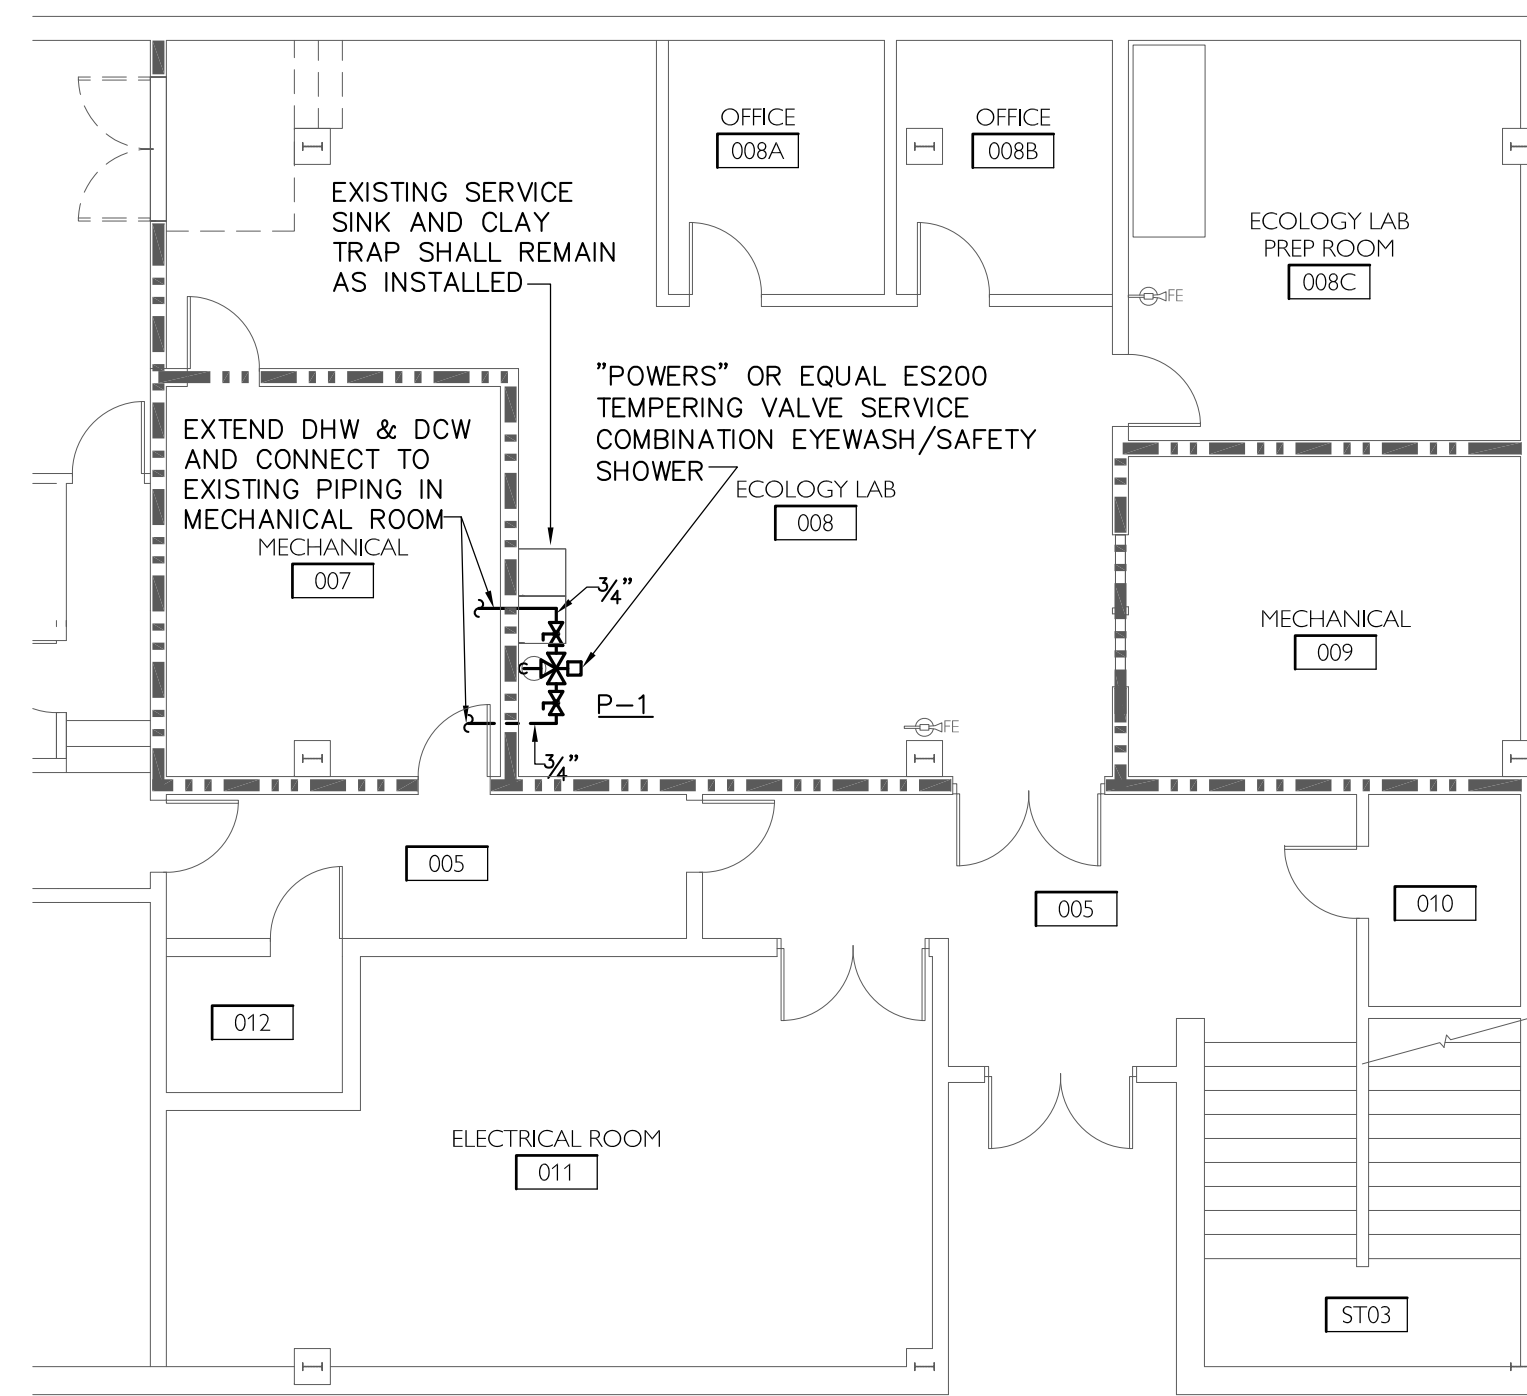 OFFICE
008A
OFFICE
008B
EXISTING SERVICE
SINK AND CLAY
TRAP SHALL REMAIN
AS INSTALLED
ECOLOGY LAB
PREP ROOM
008C
FE
"POWERS" OR EQUAL ES200
TEMPERING VALVE SERVICE
COMBINATION EYEWASH/SAFETY
SHOWER
EXTEND DHW & DCW
AND CONNECT TO
EXISTING PIPING IN
MECHANICAL ROOM
ECOLOGY LAB
008
MECHANICAL
007
3/4"
MECHANICAL
009
P-1
FE
3/4"
005
005
010
012
ELECTRICAL ROOM
011
ST03